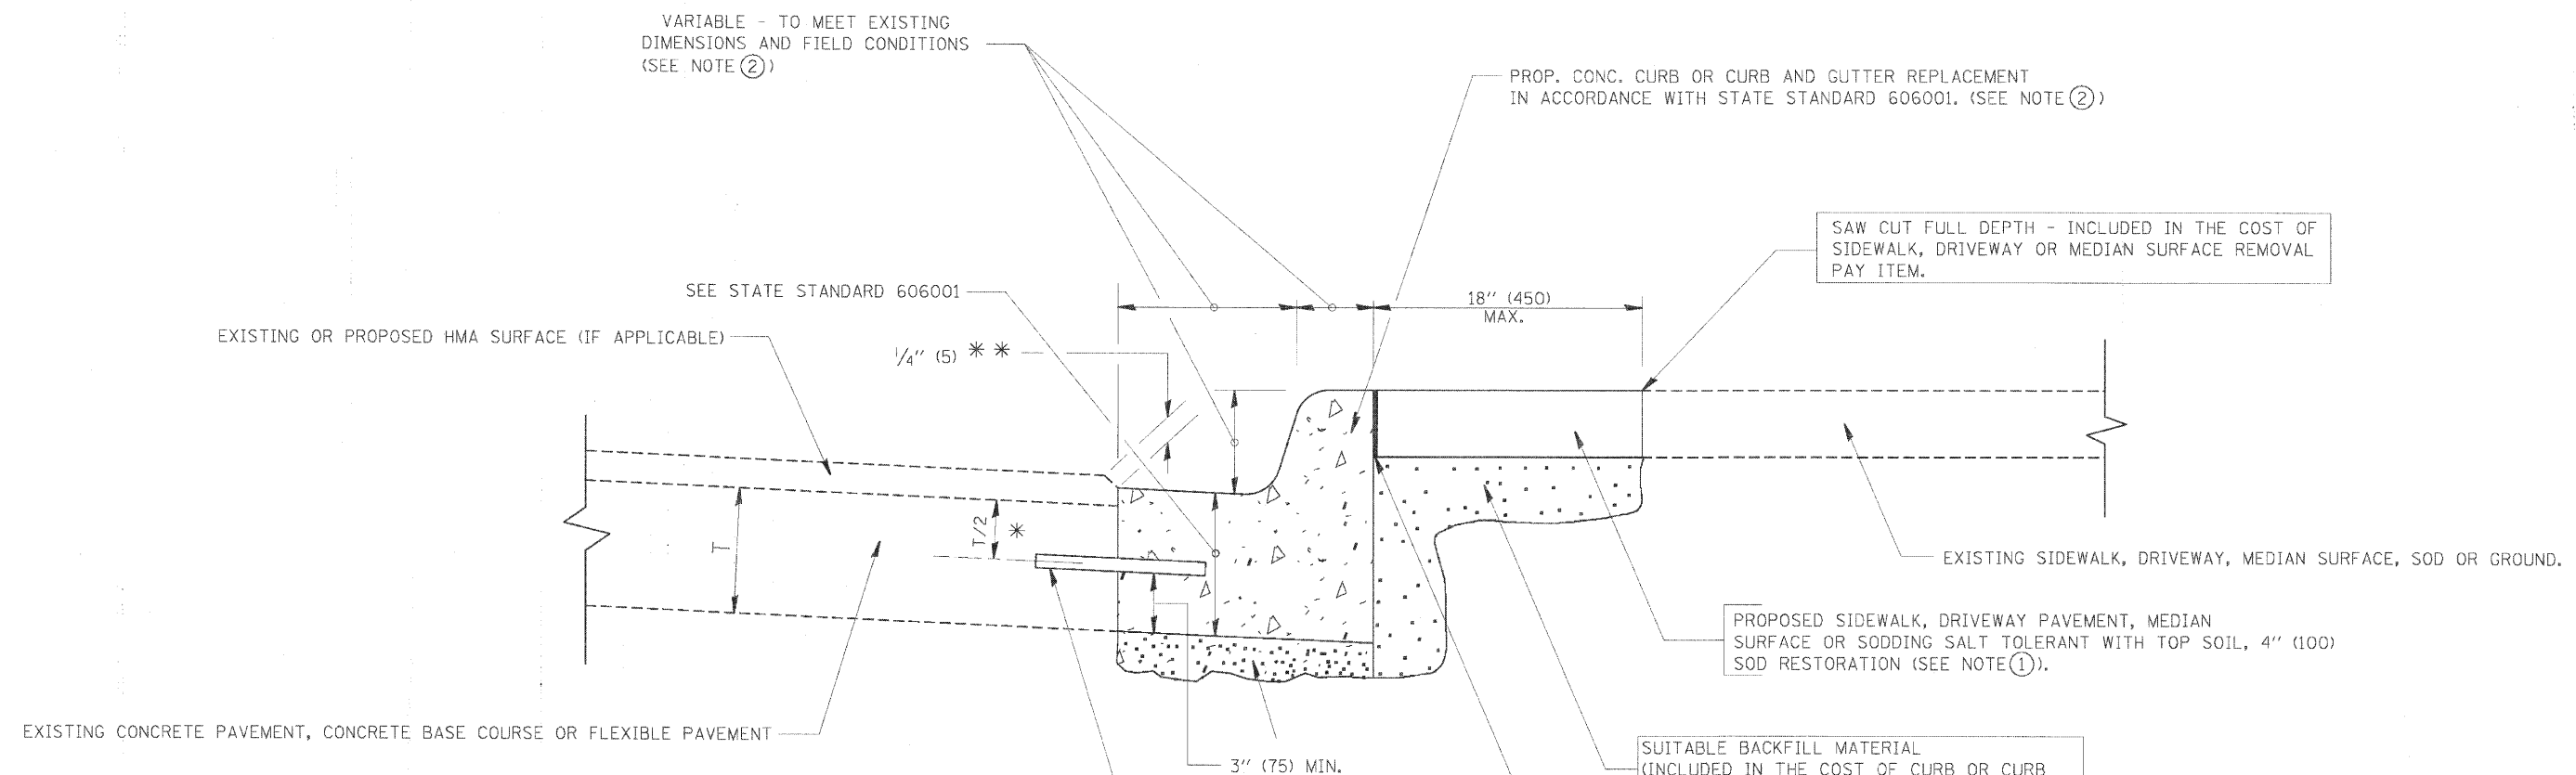 VARIABLE - TO MEET EXISTING
DIMENSIONS AND FIELD CONDITIONS
(SEE NOTE ②)
PROP. CONC. CURB OR CURB AND GUTTER REPLACEMENT
IN ACCORDANCE WITH STATE STANDARD 606001. (SEE NOTE ②)
SAW CUT FULL DEPTH - INCLUDED IN THE COST OF
SIDEWALK, DRIVEWAY OR MEDIAN SURFACE REMOVAL
PAY ITEM.
SEE STATE STANDARD 606001
18" (450)
MAX.
EXISTING OR PROPOSED HMA SURFACE (IF APPLICABLE)
1/4" (5) * *
T
T/2 *
EXISTING SIDEWALK, DRIVEWAY, MEDIAN SURFACE, SOD OR GROUND.
PROPOSED SIDEWALK, DRIVEWAY PAVEMENT, MEDIAN
SURFACE OR SODDING SALT TOLERANT WITH TOP SOIL, 4" (100)
SOD RESTORATION (SEE NOTE ①).
EXISTING CONCRETE PAVEMENT, CONCRETE BASE COURSE OR FLEXIBLE PAVEMENT
3" (75) MIN.
SUITABLE BACKFILL MATERIAL
(INCLUDED IN THE COST OF CURB OR CURB